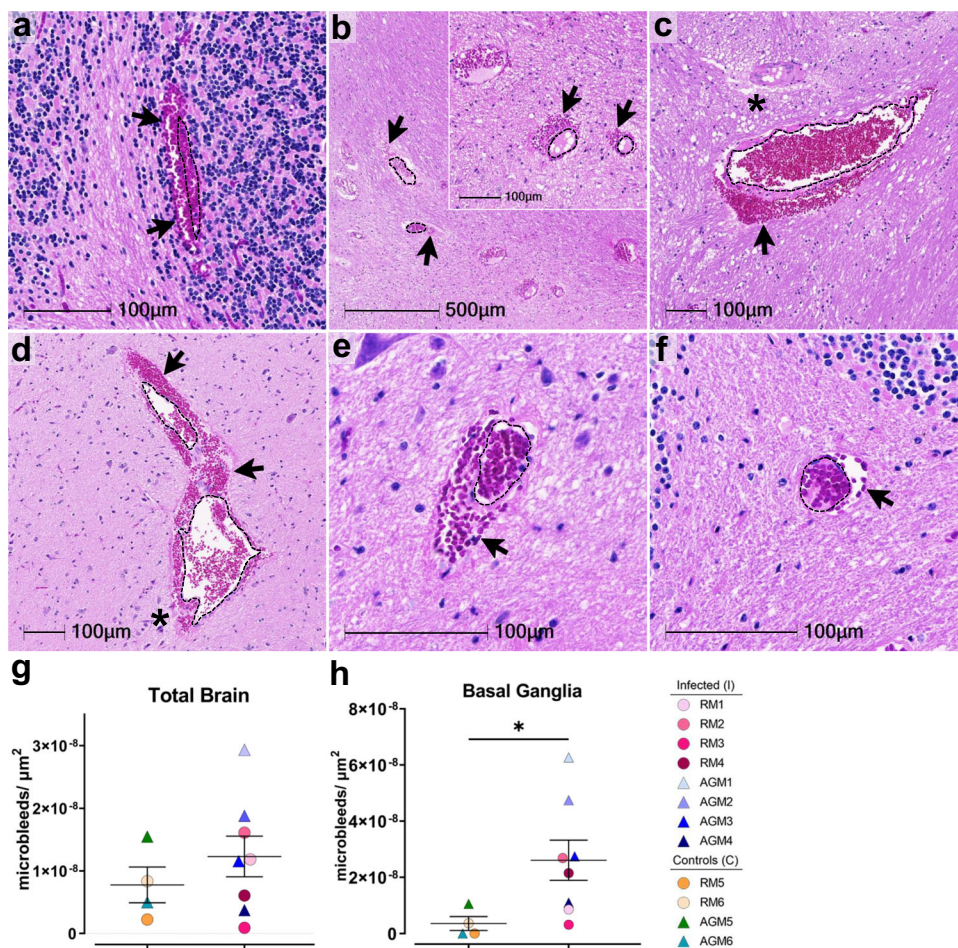 a
b
c
100µm
500µm
100µm
100µm
*
d
e
f
*
100µm
100µm
100µm
g
Total Brain
microbleeds/ µm²
3×10⁻⁸
2×10⁻⁸
1×10⁻⁸
0
h
Basal Ganglia
microbleeds/ µm²
8×10⁻⁸
6×10⁻⁸
4×10⁻⁸
2×10⁻⁸
0
*
Infected (I)
RM1
RM2
RM3
RM4
AGM1
AGM2
AGM3
AGM4
Controls (C)
RM5
RM6
AGM5
AGM6